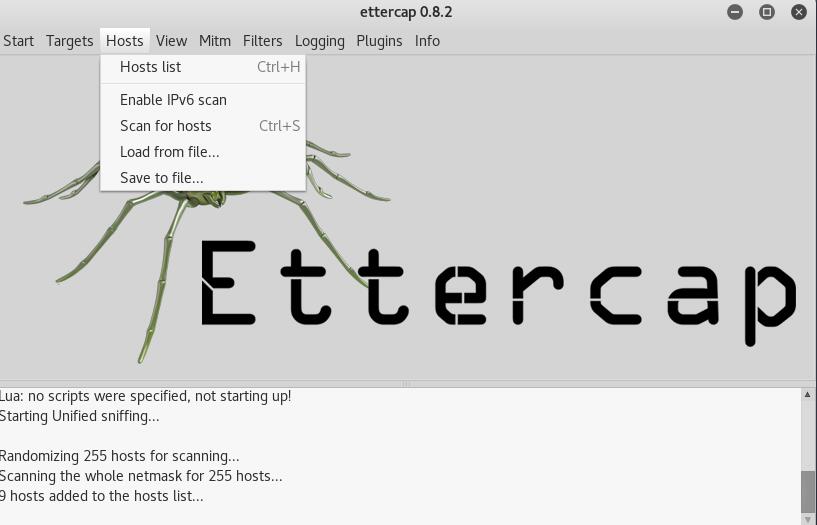 ettercap 0.8.2
Start Targets Hosts View Mitm Filters Logging Plugins Info
Hosts list Ctrl+H
Enable IPv6 scan
Scan for hosts Ctrl+S
Load from file...
Save to file...
Ettercap
Lua: no scripts were specified, not starting up!
Starting Unified sniffing...
Randomizing 255 hosts for scanning...
Scanning the whole netmask for 255 hosts...
9 hosts added to the hosts list...